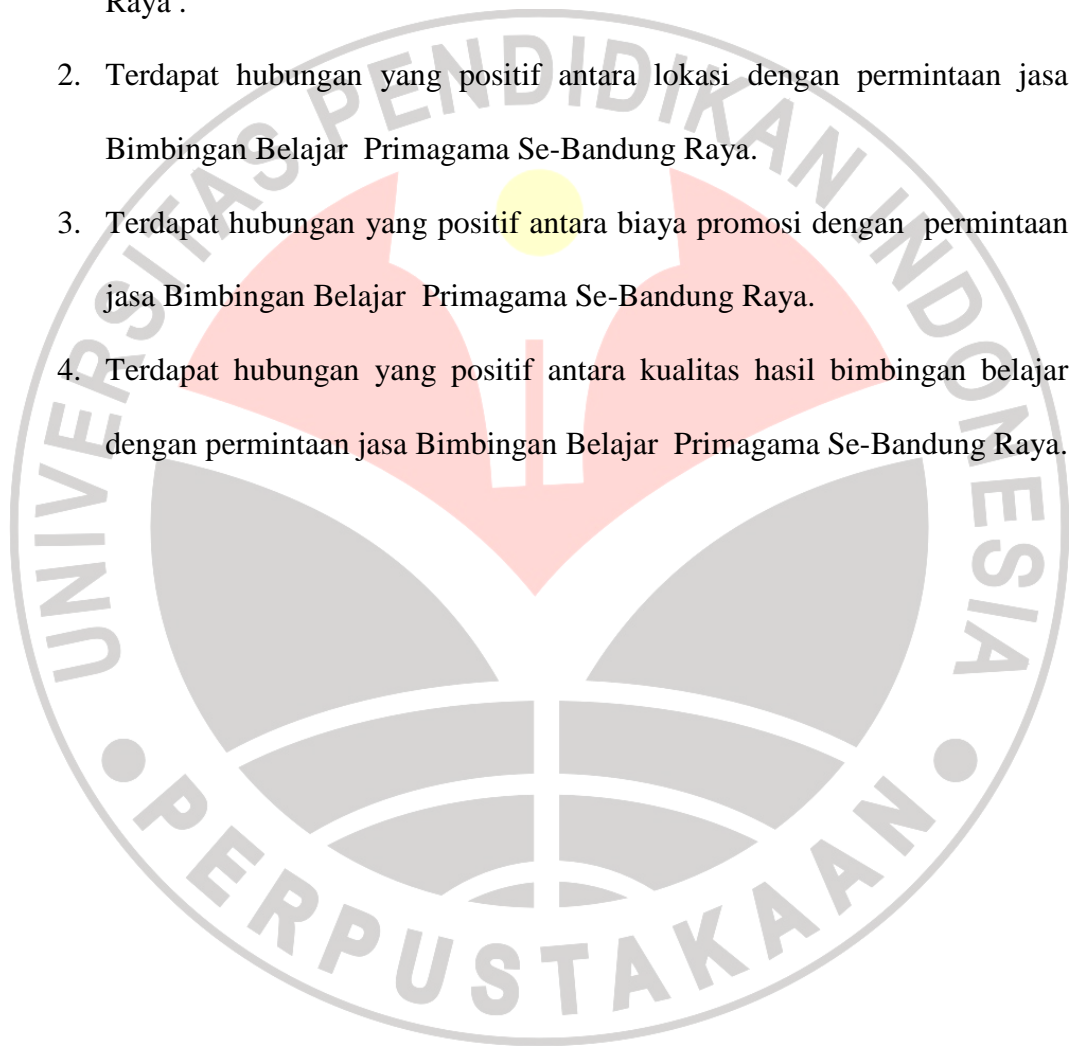 Raya .
2. Terdapat hubungan yang positif antara lokasi dengan permintaan jasa
Bimbingan Belajar Primagama Se-Bandung Raya.
3. Terdapat hubungan yang positif antara biaya promosi dengan permintaan
jasa Bimbingan Belajar Primagama Se-Bandung Raya.
4. Terdapat hubungan yang positif antara kualitas hasil bimbingan belajar
dengan permintaan jasa Bimbingan Belajar Primagama Se-Bandung Raya.
UNIVERSITAS PENDIDIKAN INDONESIA
PERPUSTAKAAN